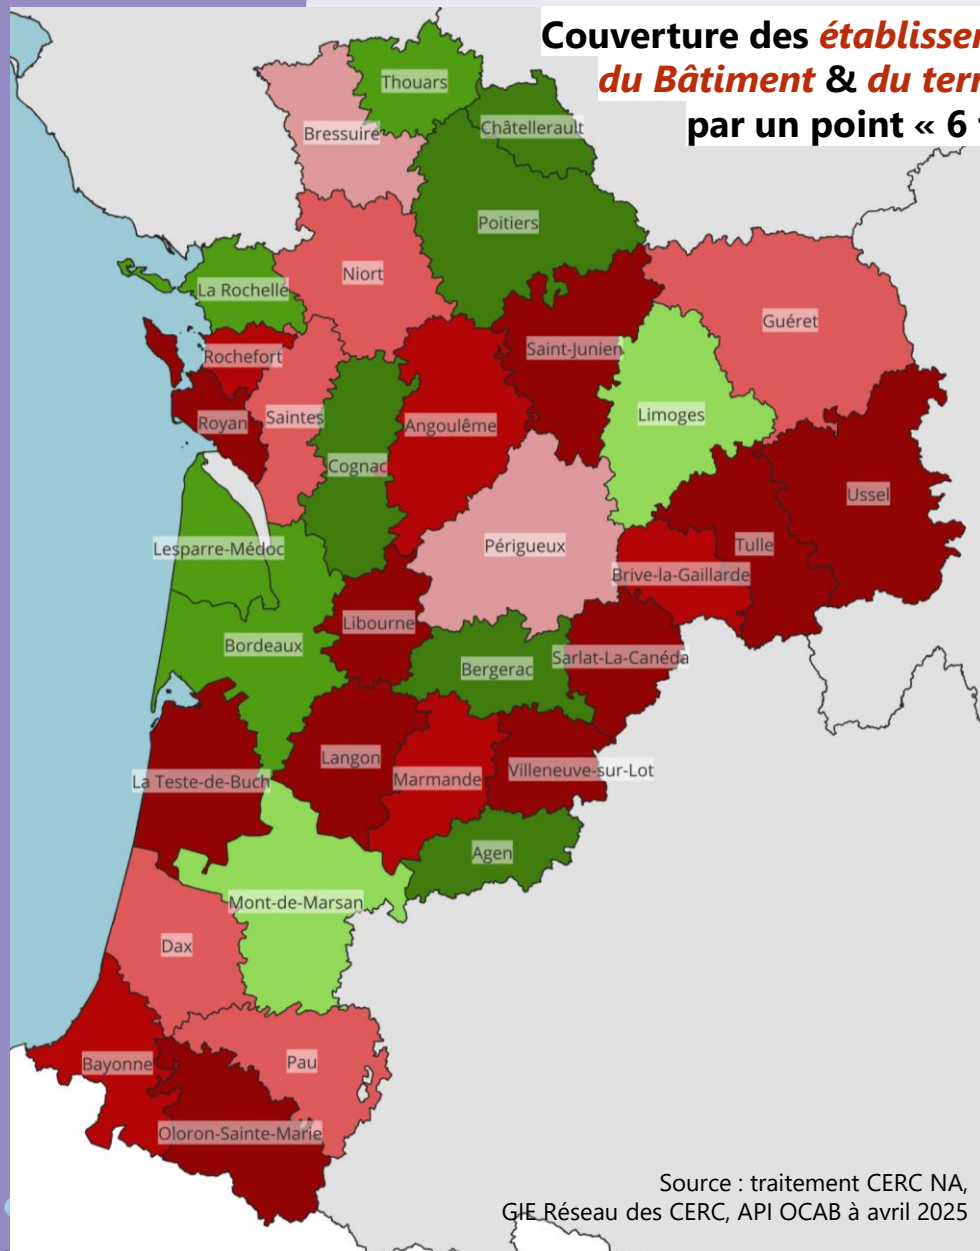 Couverture des établissem
du Bâtiment & du terr
par un point « 6
Thouars
Châtellerault
Bressuire
Poitiers
Niort
La Rochelle
Guéret
Saint-Junien
Rochefort
Limoges
Saintes
Royan
Angoulême
Cognac
Ussel
Périgueux
Tulle
Lesparre-Médoc
Brive-la-Gaillarde
Libourne
Bordeaux
Sarlat-La-Canéda
Bergerac
Langon
Villeneuve-sur-Lot
Marmande
La Teste-de-Buch
Agen
Mont-de-Marsan
Dax
Pau
Bayonne
Oloron-Sainte-Marie
Source : traitement CERC NA,
GIE Réseau des CERC, API OCAB à avril 2025